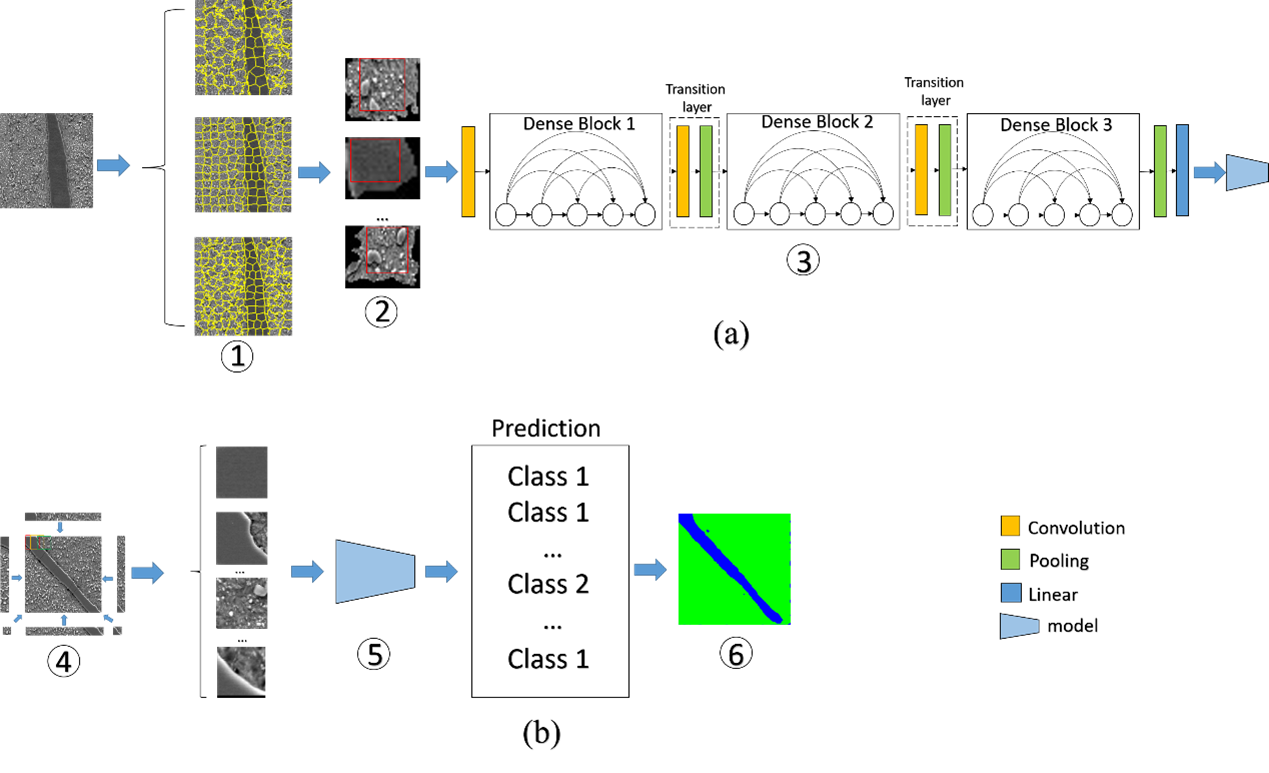 Transition
layer
Transition
layer
Dense Block 1
Dense Block 2
Dense Block 3
...
①
②
③
(a)
Prediction
Class 1
Class 1
...
Class 2
...
Class 1
...
...
④
⑤
⑥
(b)
Convolution
Pooling
Linear
model